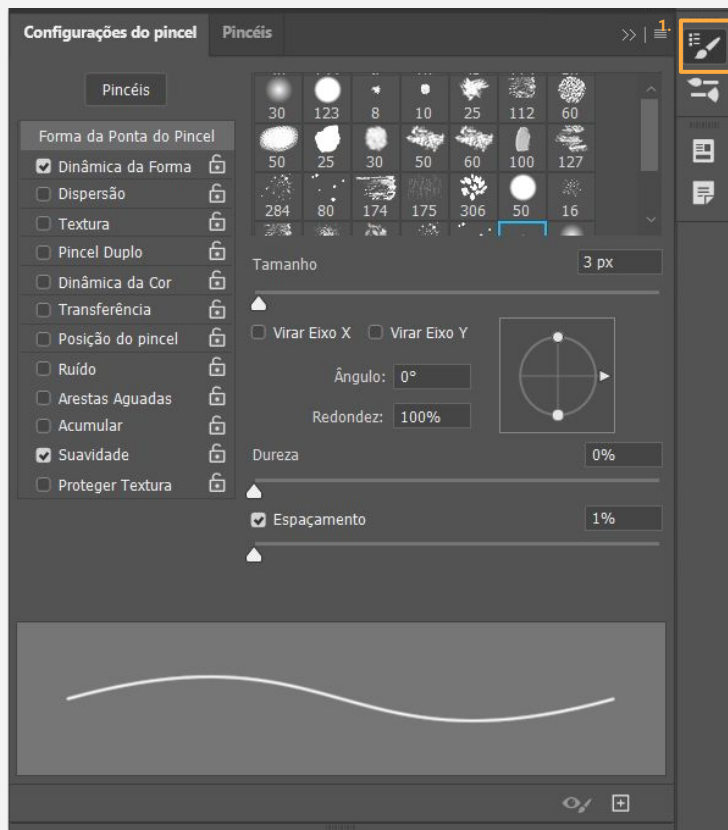 Configurações do pincel Pincéis 1.
Pincéis
30 123 8 10 25 112 60
50 25 30 50 60 100 127
284 80 174 175 306 50 16
Forma da Ponta do Pincel
Dinâmica da Forma
Dispersão
Textura
Pincel Duplo
Dinâmica da Cor
Transferência
Posição do pincel
Ruído
Arestas Aguadas
Acumular
Suavidade
Proteger Textura
Tamanho 3 px
Virar Eixo X Virar Eixo Y
Ângulo: 0°
Redondez: 100%
Dureza 0%
Espaçamento 1%